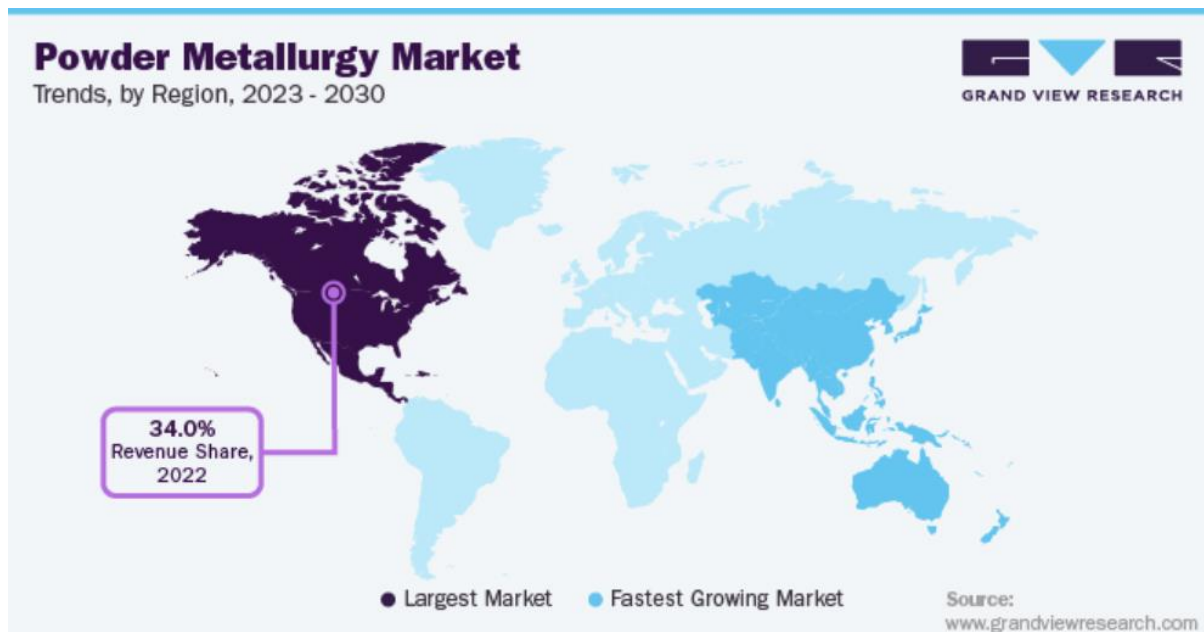 Powder Metallurgy Market
Trends, by Region, 2023 - 2030
GRAND VIEW RESEARCH
34.0%
Revenue Share,
2022
Largest Market
Fastest Growing Market
Source:
www.grandviewresearch.com